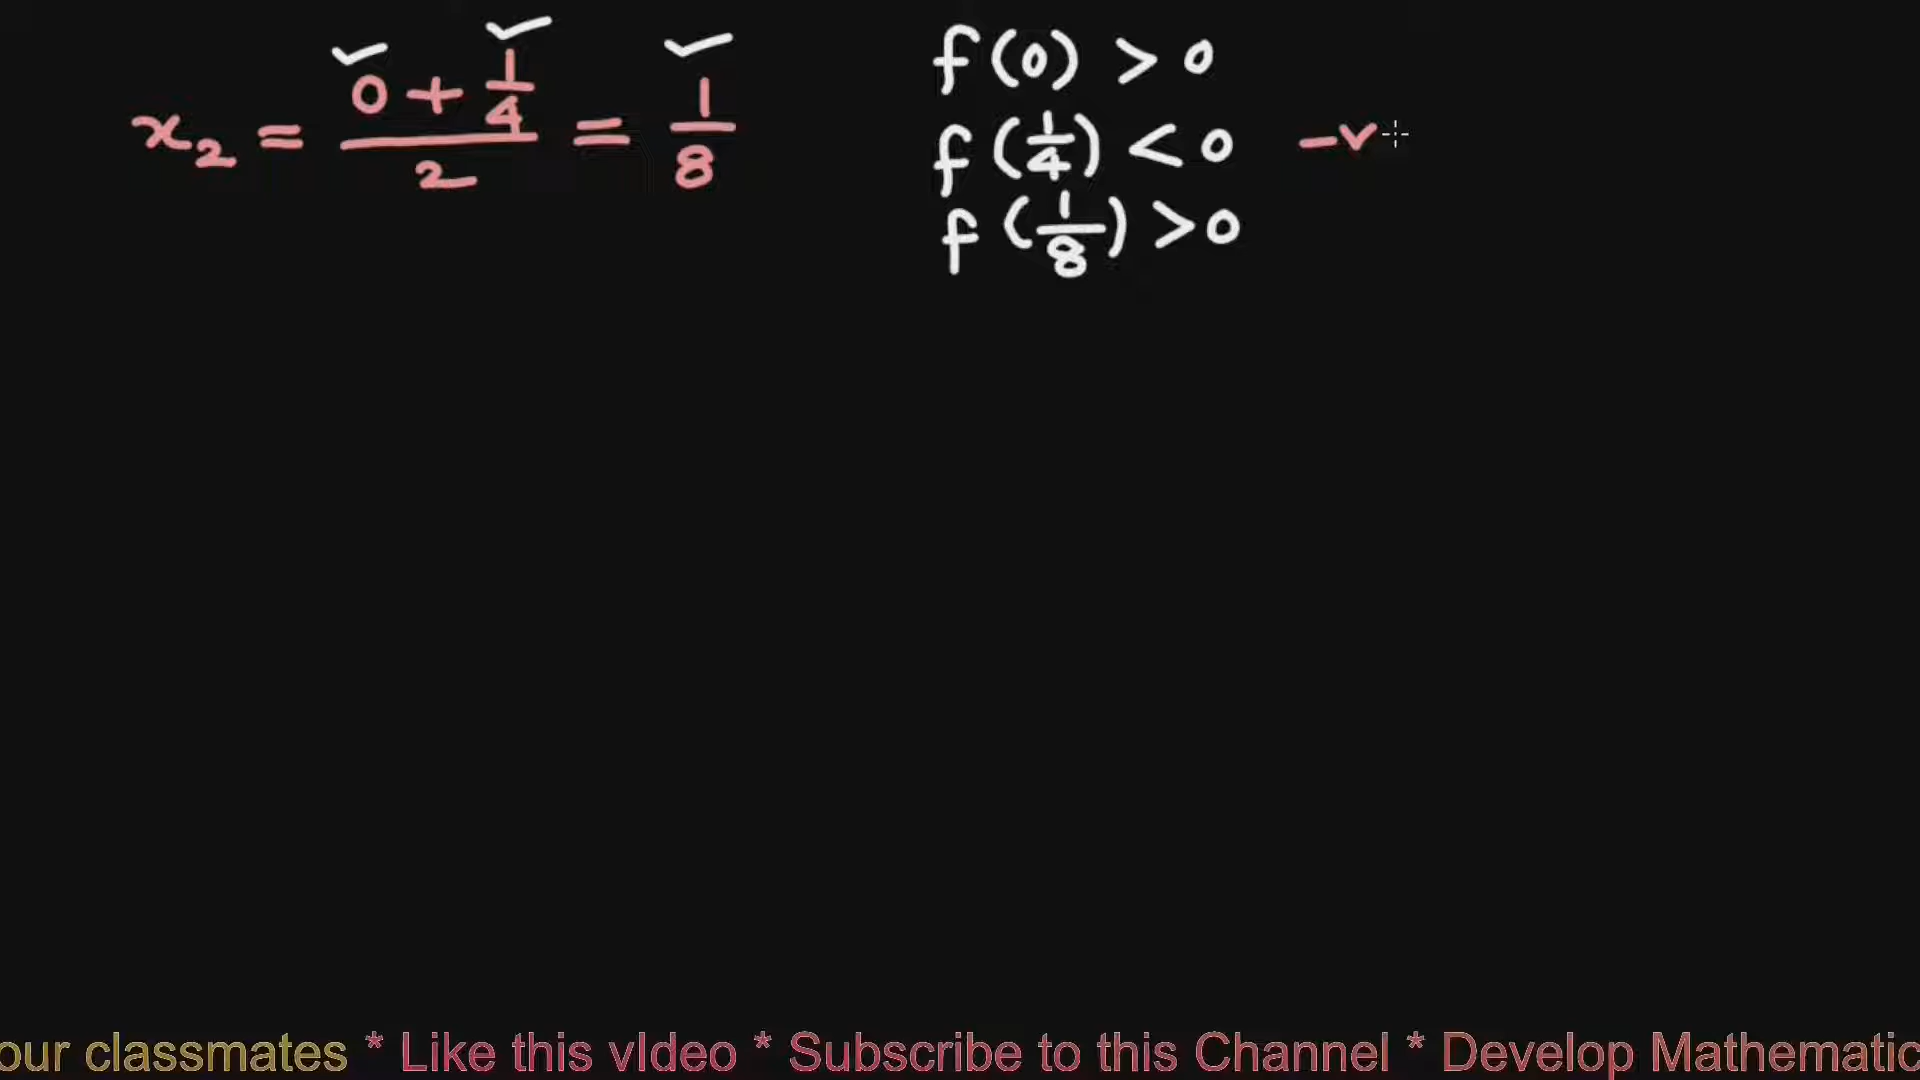 x₂ = (0 + 1/4)/2 = 1/8
f(0) > 0
f(1/4) < 0 -v
f(1/8) > 0
our classmates * Like this vIdeo * Subscribe to this Channel * Develop Mathematic